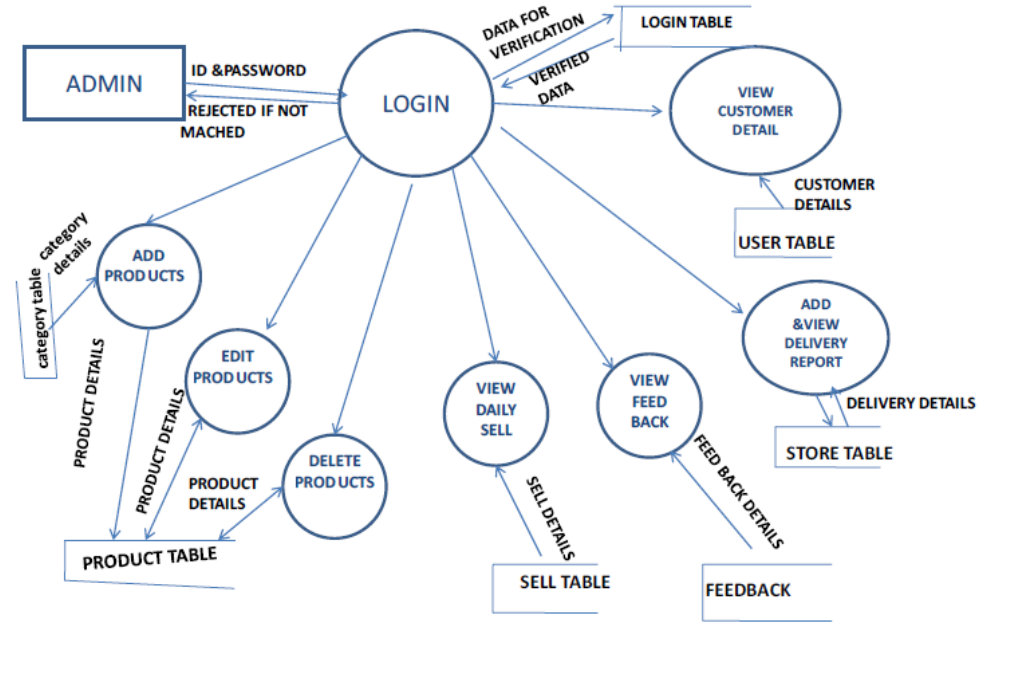 DATA FOR
VERIFICATION
LOGIN TABLE
ADMIN
ID &PASSWORD
REJECTED IF NOT
MACHED
LOGIN
VERIFIED
DATA
VIEW
CUSTOMER
DETAIL
CUSTOMER
DETAILS
USER TABLE
category
details
category table
ADD
PRODUCTS
PRODUCT DETAILS
EDIT
PRODUCTS
PRODUCT DETAILS
DELETE
PRODUCTS
PRODUCT
DETAILS
PRODUCT TABLE
VIEW
DAILY
SELL
SELL DETAILS
SELL TABLE
VIEW
FEED
BACK
FEED BACK DETAILS
FEEDBACK
ADD
&VIEW
DELIVERY
REPORT
DELIVERY DETAILS
STORE TABLE